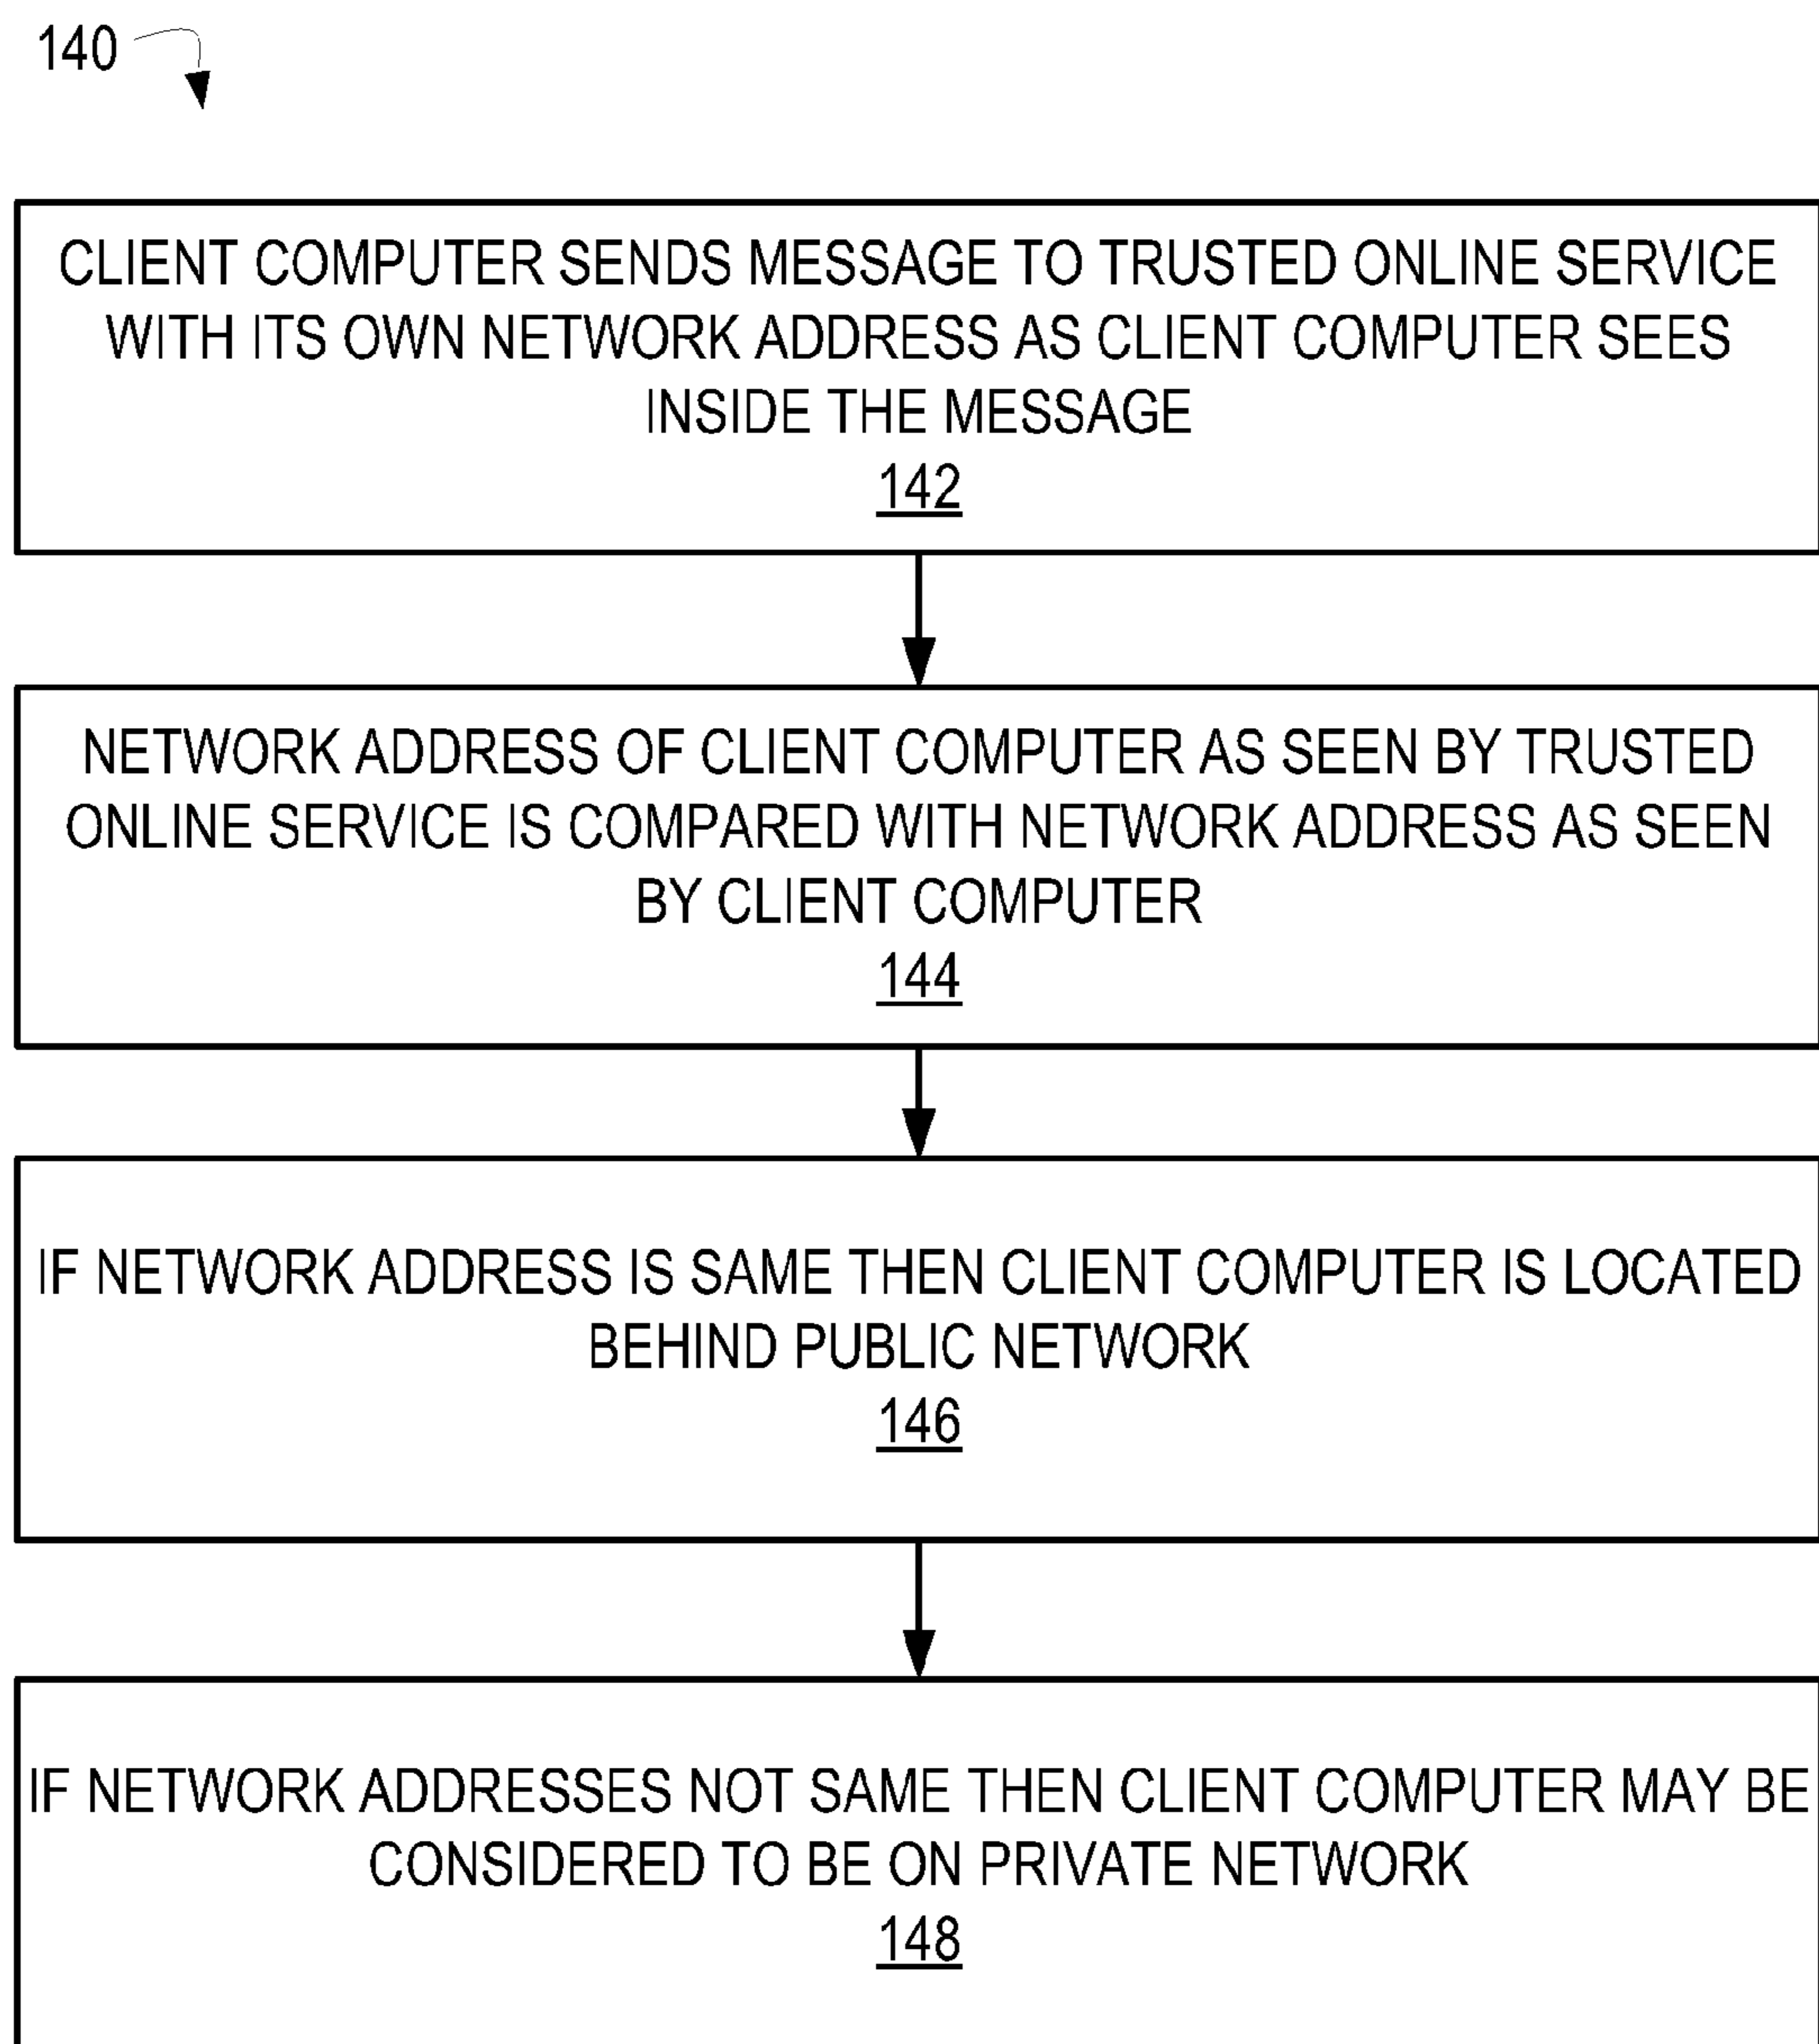 140
CLIENT COMPUTER SENDS MESSAGE TO TRUSTED ONLINE SERVICE
WITH ITS OWN NETWORK ADDRESS AS CLIENT COMPUTER SEES
INSIDE THE MESSAGE
142
NETWORK ADDRESS OF CLIENT COMPUTER AS SEEN BY TRUSTED
ONLINE SERVICE IS COMPARED WITH NETWORK ADDRESS AS SEEN
BY CLIENT COMPUTER
144
IF NETWORK ADDRESS IS SAME THEN CLIENT COMPUTER IS LOCATED
BEHIND PUBLIC NETWORK
146
IF NETWORK ADDRESSES NOT SAME THEN CLIENT COMPUTER MAY BE
CONSIDERED TO BE ON PRIVATE NETWORK
148